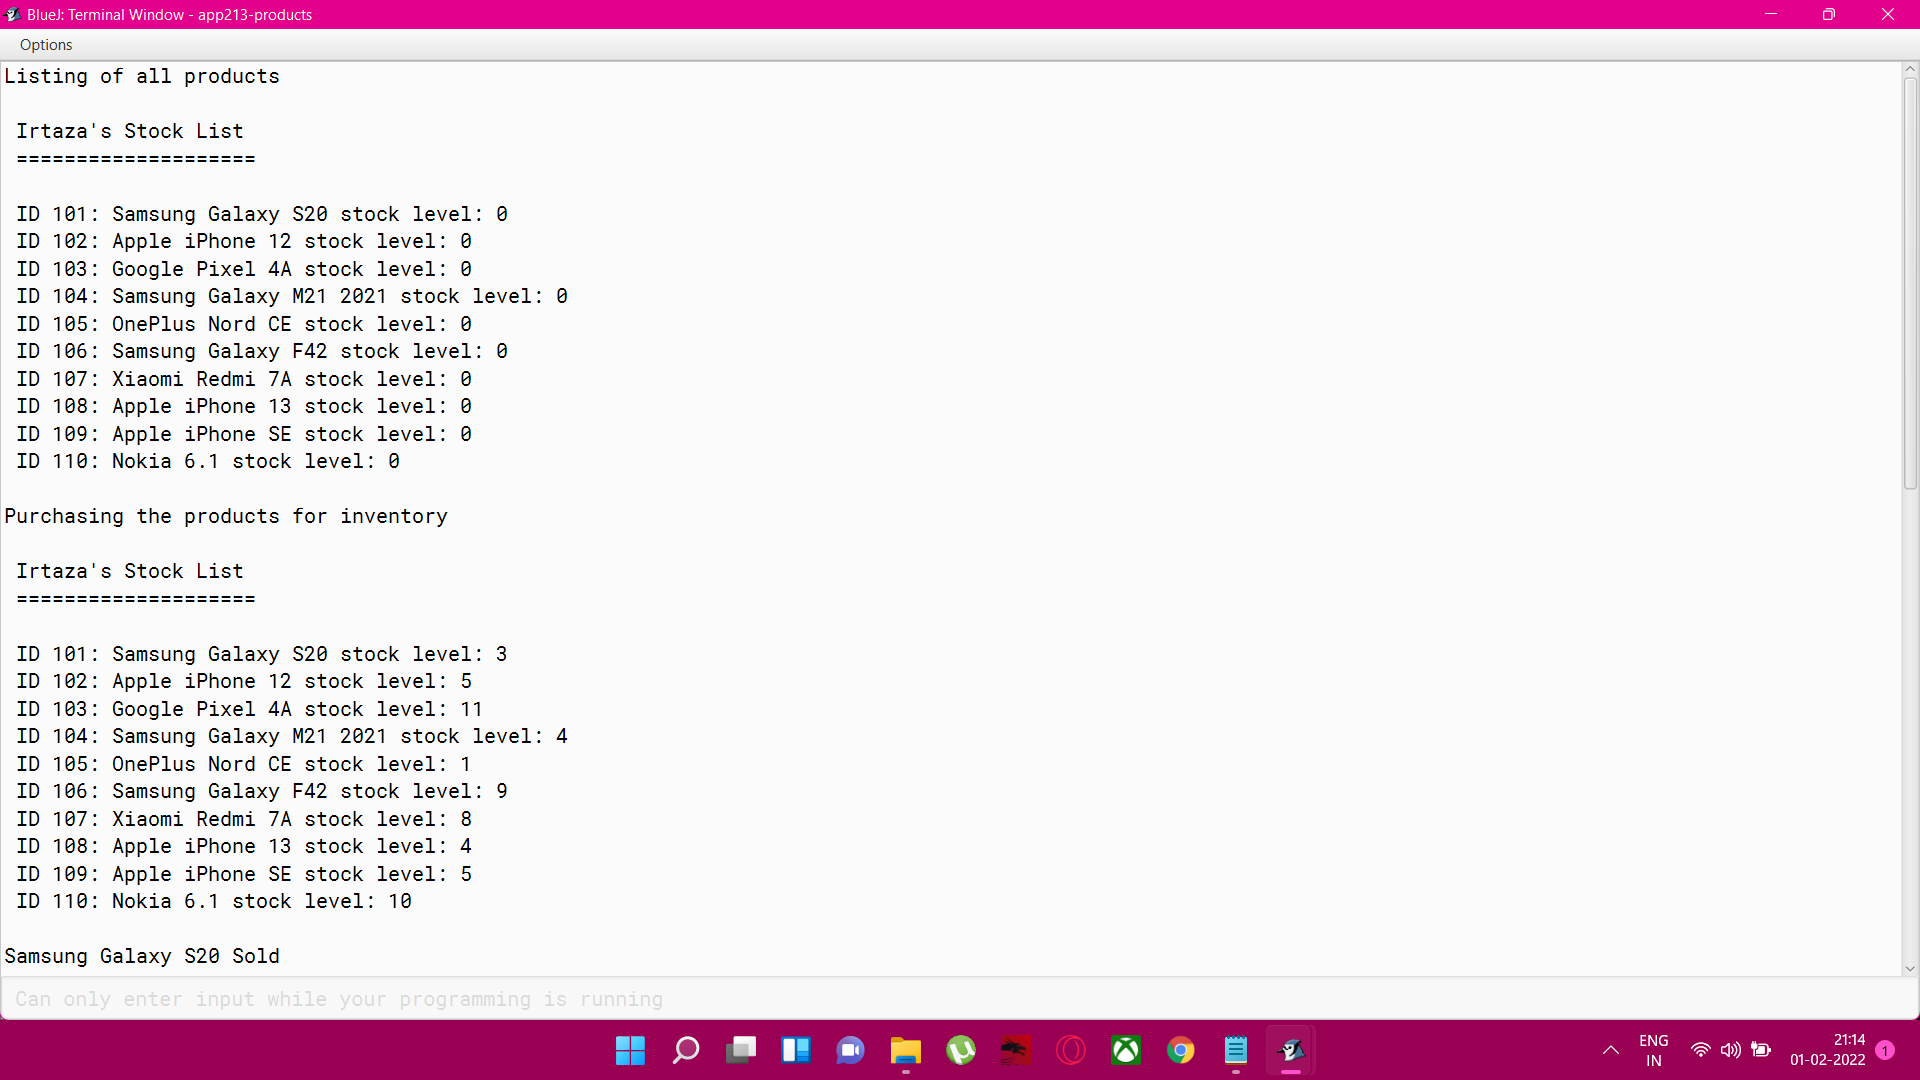 BlueJ: Terminal Window - app213-products
Options
Listing of all products
Irtaza's Stock List
====================
ID 101: Samsung Galaxy S20 stock level: 0
ID 102: Apple iPhone 12 stock level: 0
ID 103: Google Pixel 4A stock level: 0
ID 104: Samsung Galaxy M21 2021 stock level: 0
ID 105: OnePlus Nord CE stock level: 0
ID 106: Samsung Galaxy F42 stock level: 0
ID 107: Xiaomi Redmi 7A stock level: 0
ID 108: Apple iPhone 13 stock level: 0
ID 109: Apple iPhone SE stock level: 0
ID 110: Nokia 6.1 stock level: 0
Purchasing the products for inventory
Irtaza's Stock List
====================
ID 101: Samsung Galaxy S20 stock level: 3
ID 102: Apple iPhone 12 stock level: 5
ID 103: Google Pixel 4A stock level: 11
ID 104: Samsung Galaxy M21 2021 stock level: 4
ID 105: OnePlus Nord CE stock level: 1
ID 106: Samsung Galaxy F42 stock level: 9
ID 107: Xiaomi Redmi 7A stock level: 8
ID 108: Apple iPhone 13 stock level: 4
ID 109: Apple iPhone SE stock level: 5
ID 110: Nokia 6.1 stock level: 10
Samsung Galaxy S20 Sold
Can only enter input while your programming is running
ENG
IN
21:14
01-02-2022
1